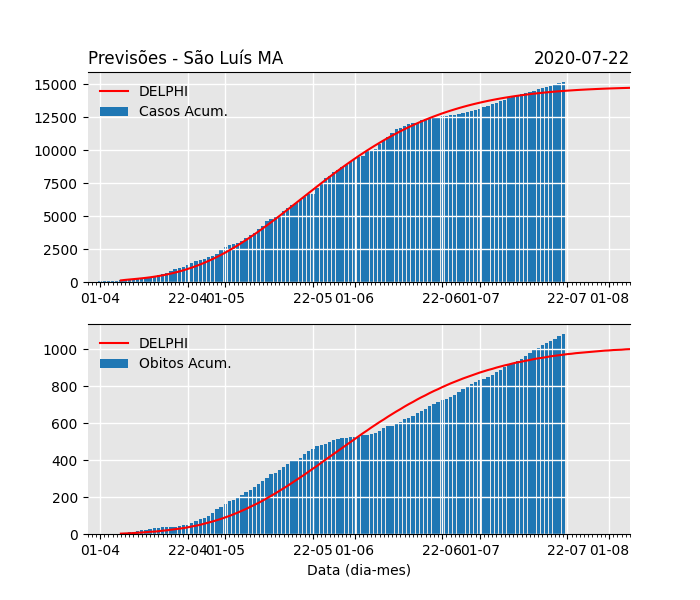 Previsões - São Luís MA 2020-07-22
DELPHI
Casos Acum.
15000
12500
10000
7500
5000
2500
0
01-04 22-04 01-05 22-05 01-06 22-06 01-07 22-07 01-08
DELPHI
Obitos Acum.
1000
800
600
400
200
0
01-04 22-04 01-05 22-05 01-06 22-06 01-07 22-07 01-08
Data (dia-mes)